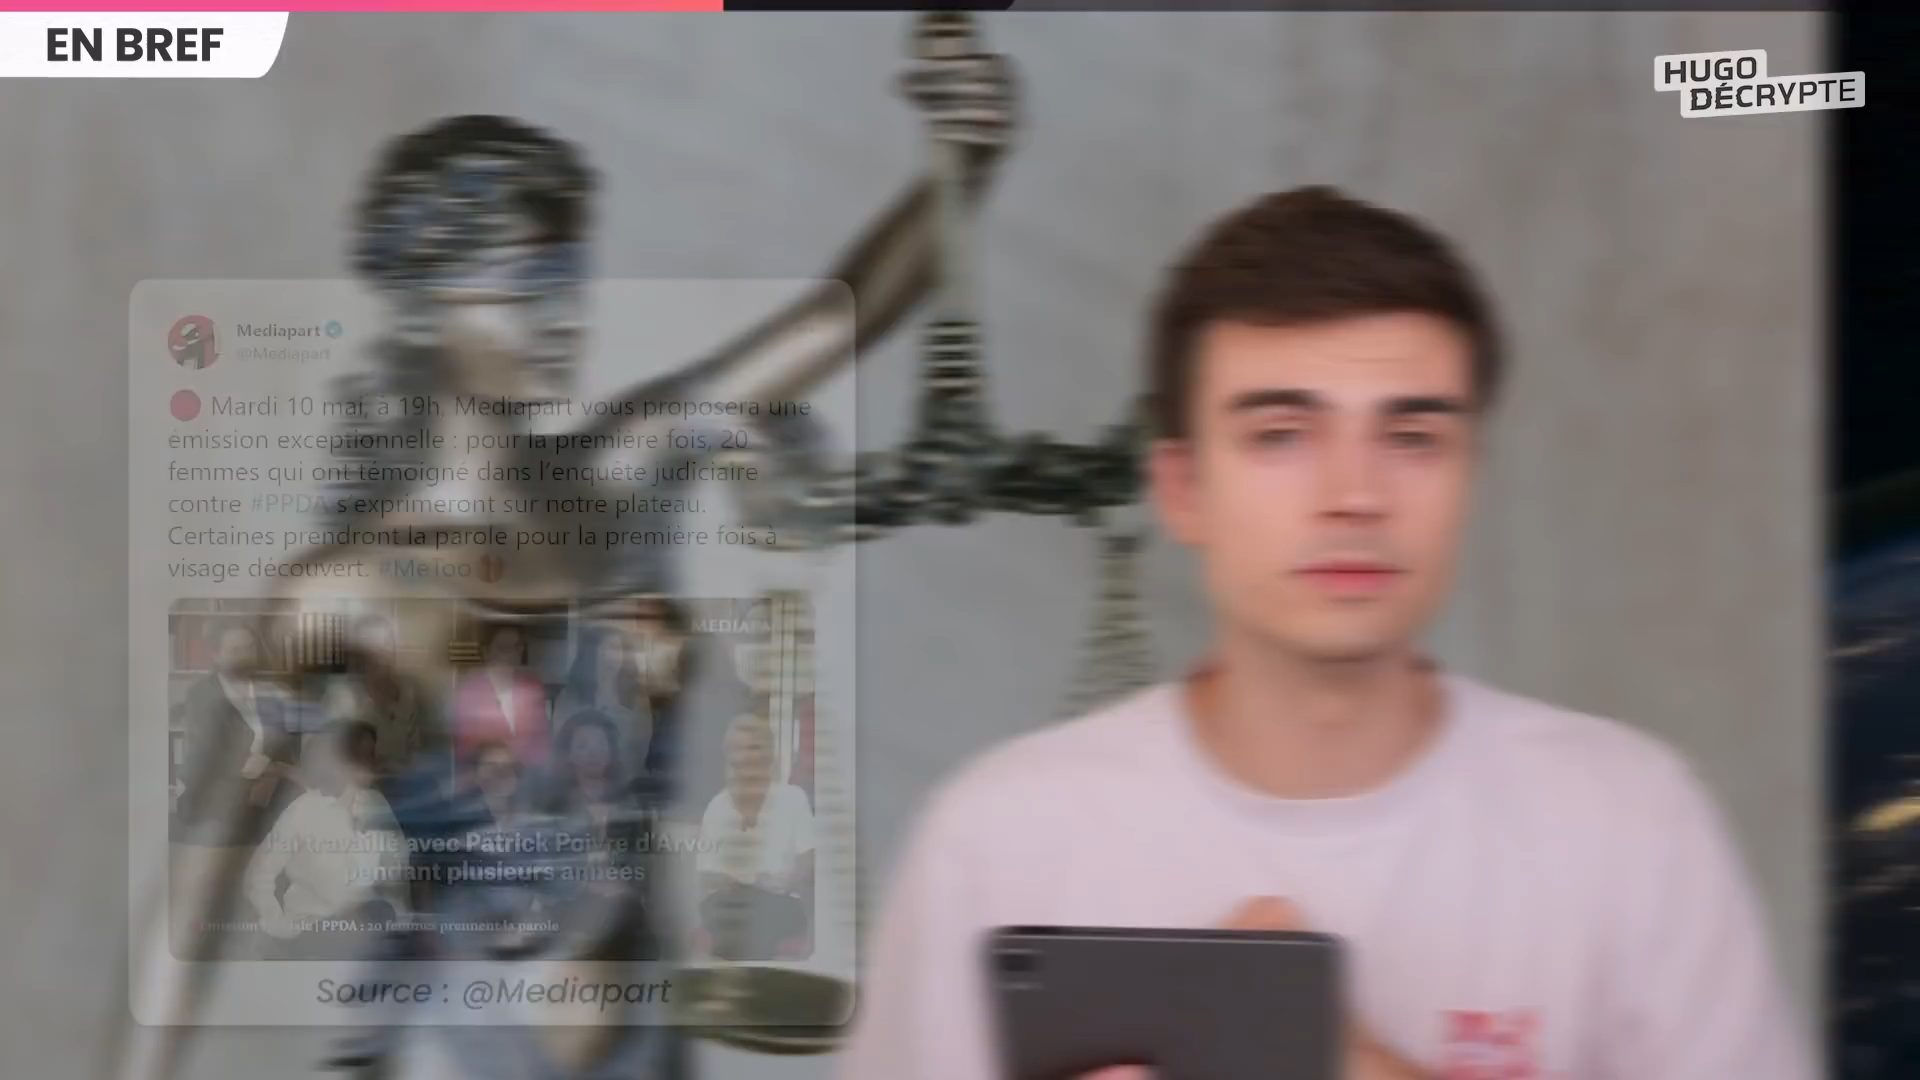 EN BREF
HUGO
DÉCRYPTE
Mediapart
@Mediapart
Mardi 10 mai, à 19h, Mediapart vous proposera une
émission exceptionnelle : pour la première fois, 20
femmes qui ont témoigné dans l'enquête judiciaire
contre #PPDA s'exprimeront sur notre plateau.
Certaines prendront la parole pour la première fois à
visage découvert. #MeToo
J'ai travaillé avec Patrick Poivre d'Arvor
pendant plusieurs années
Emission spéciale | PPDA : 20 femmes prennent la parole
Source : @Mediapart